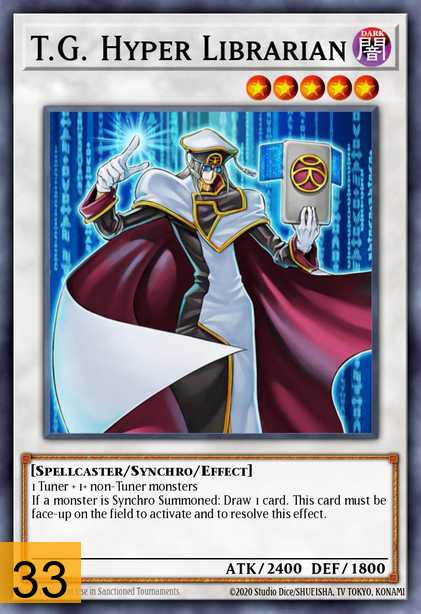 T.G. Hyper Librarian
DARK
闇
[Spellcaster/Synchro/Effect]
1 Tuner + 1+ non-Tuner monsters
If a monster is Synchro Summoned: Draw 1 card. This card must be
face-up on the field to activate and to resolve this effect.
ATK/2400 DEF/1800
33
Use in Sanctioned Tournaments.
©2020 Studio Dice/SHUEISHA, TV TOKYO, KONAMI